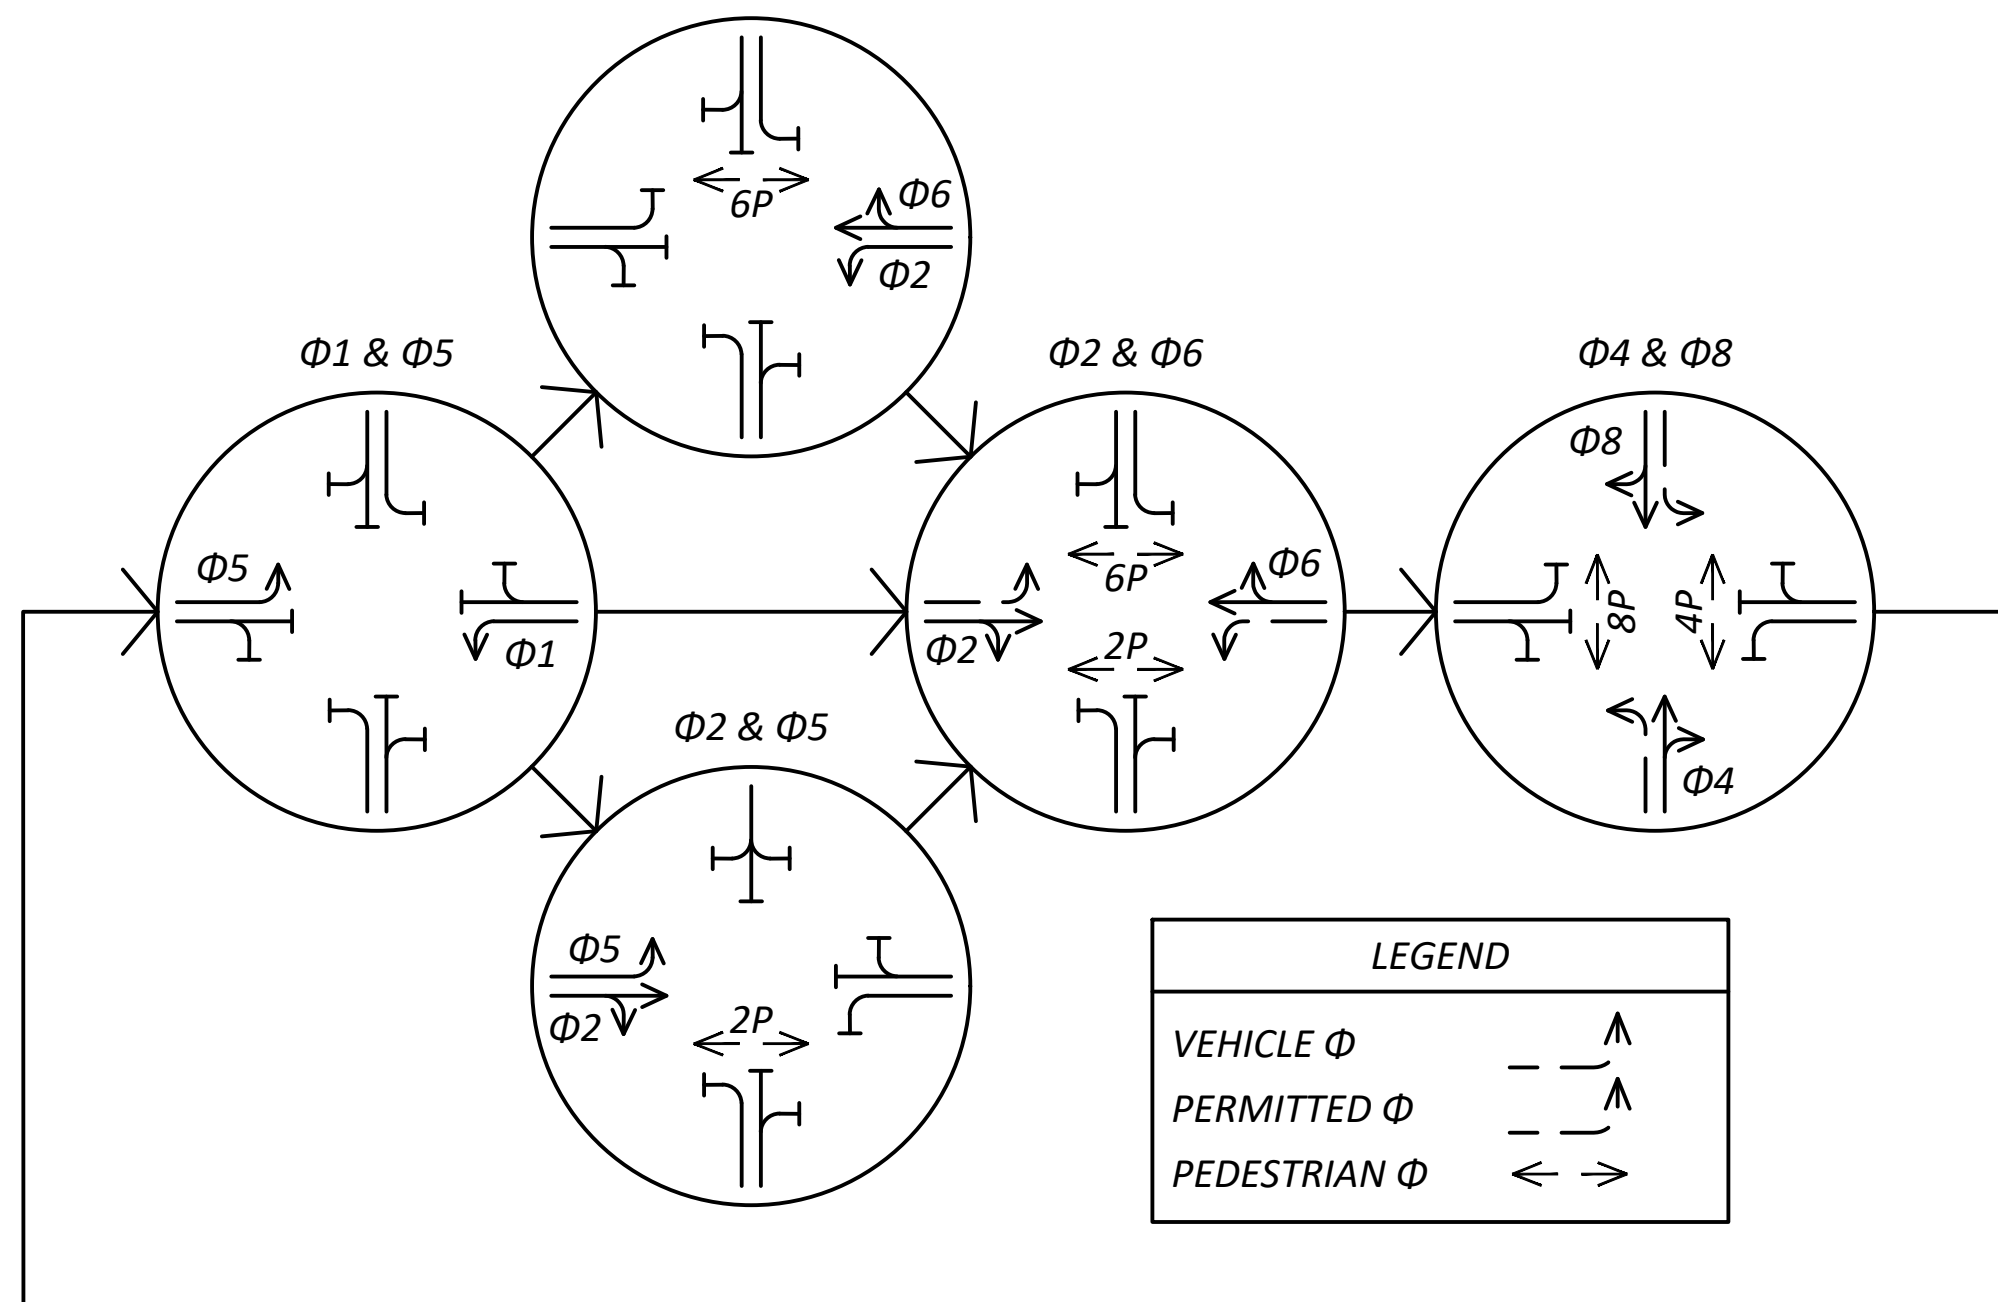 6P
Φ6
Φ2
Φ1 & Φ5
Φ5
Φ1
Φ2 & Φ6
6P
Φ6
Φ2
2P
Φ4 & Φ8
Φ8
8P
4P
Φ4
Φ2 & Φ5
Φ5
Φ2
2P
LEGEND
VEHICLE Φ
PERMITTED Φ
PEDESTRIAN Φ